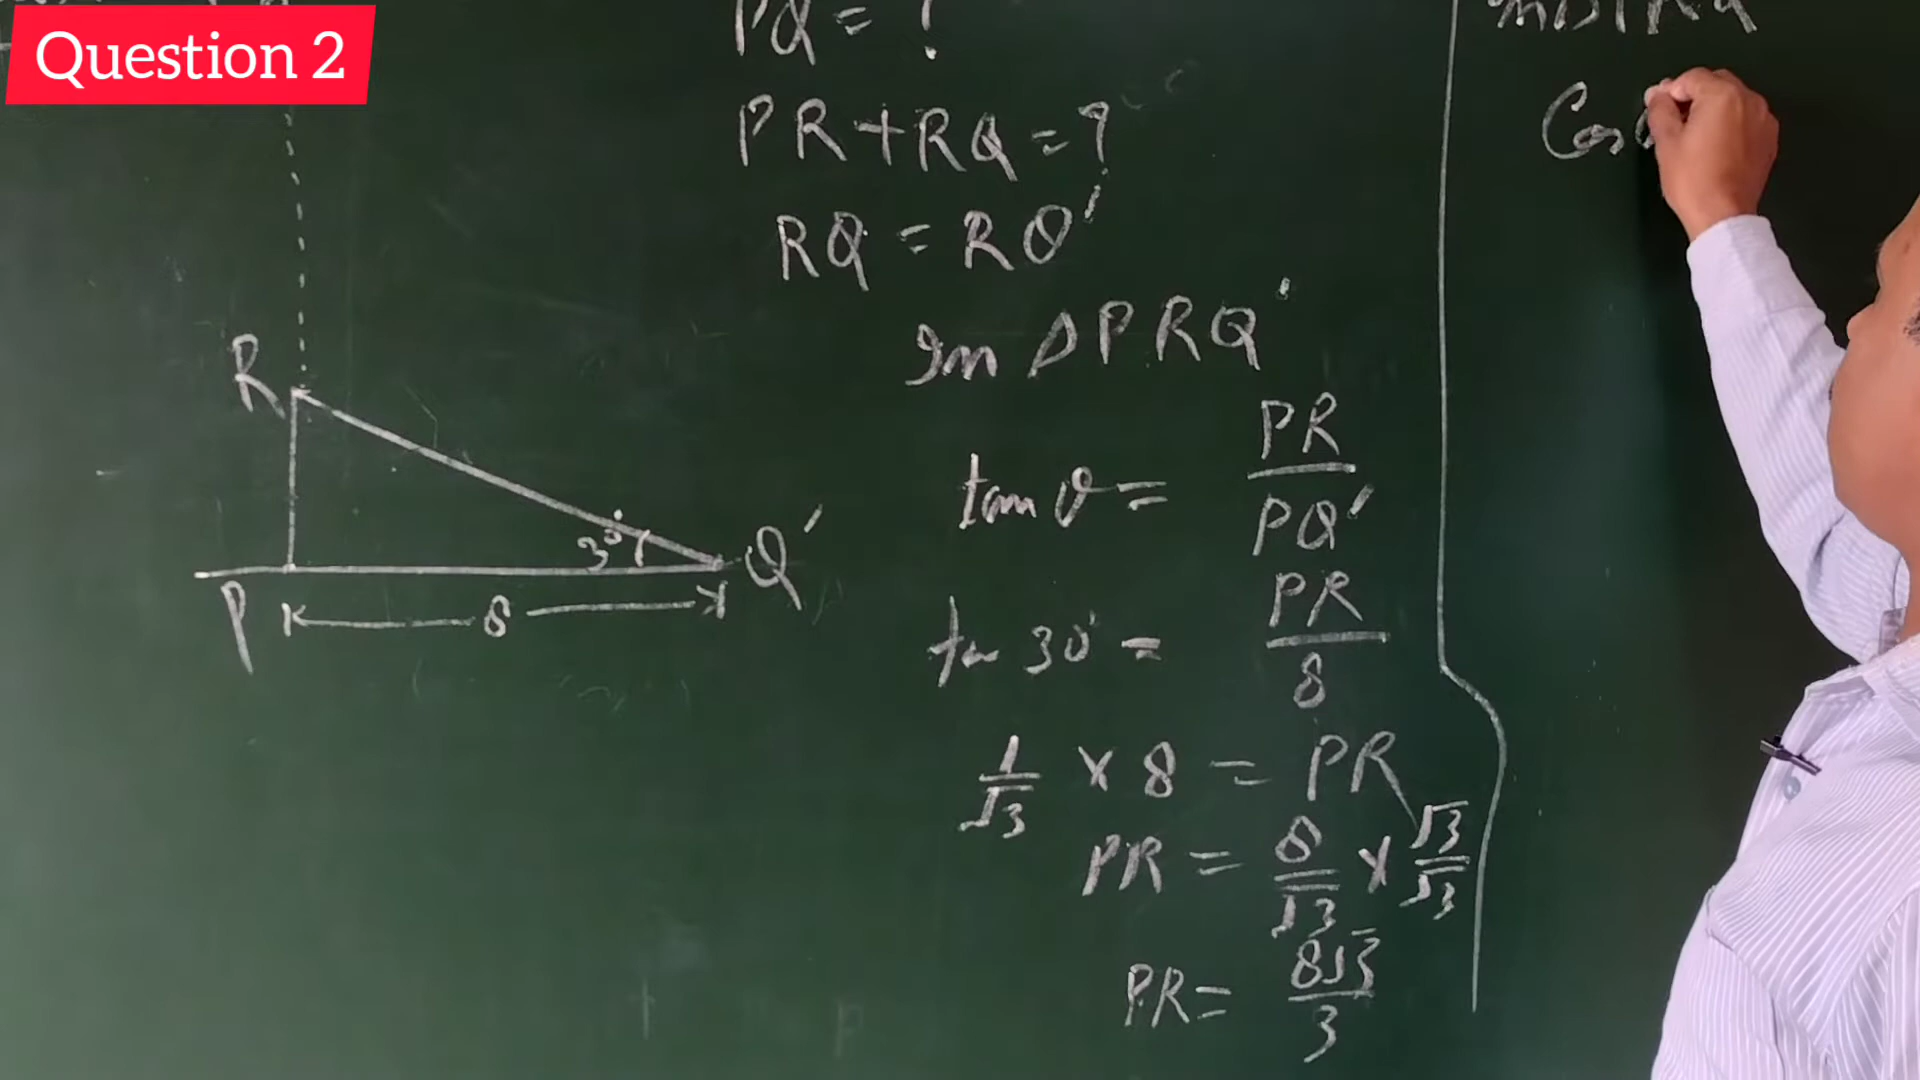 Question 2
PQ = ?
PR + RQ = ?
RQ = RQ'
In Δ PRQ'
tan θ = PR/PQ'
tan 30° = PR/8
1/√3 × 8 = PR
PR = 8/√3 × √3/√3
PR = 8√3/3
R
30°
P
8
Q'
Cos